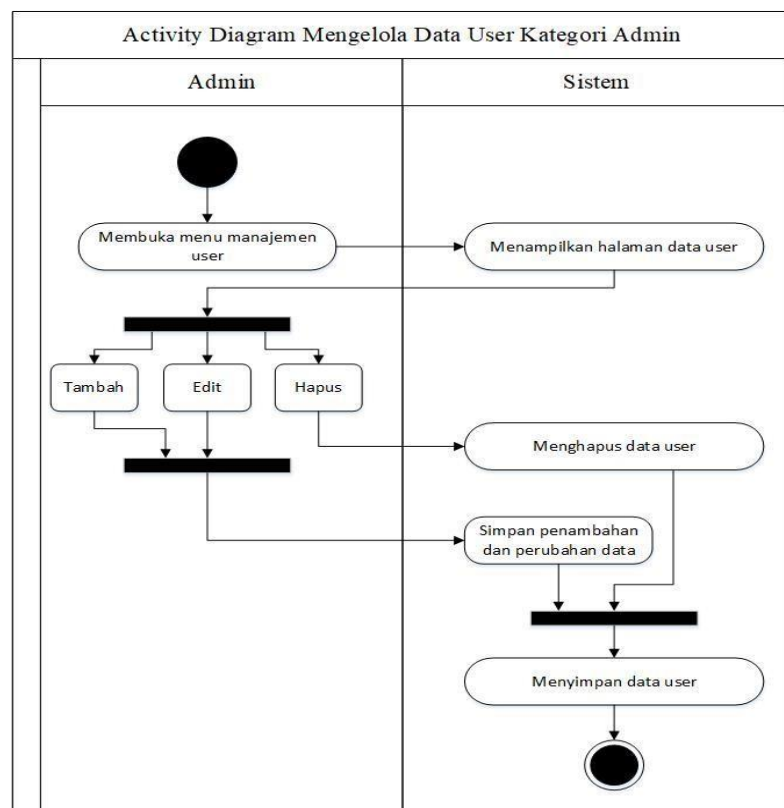 Activity Diagram Mengelola Data User Kategori Admin
Admin
Sistem
Membuka menu manajemen
user
Menampilkan halaman data user
Tambah
Edit
Hapus
Menghapus data user
Simpan penambahan
dan perubahan data
Menyimpan data user